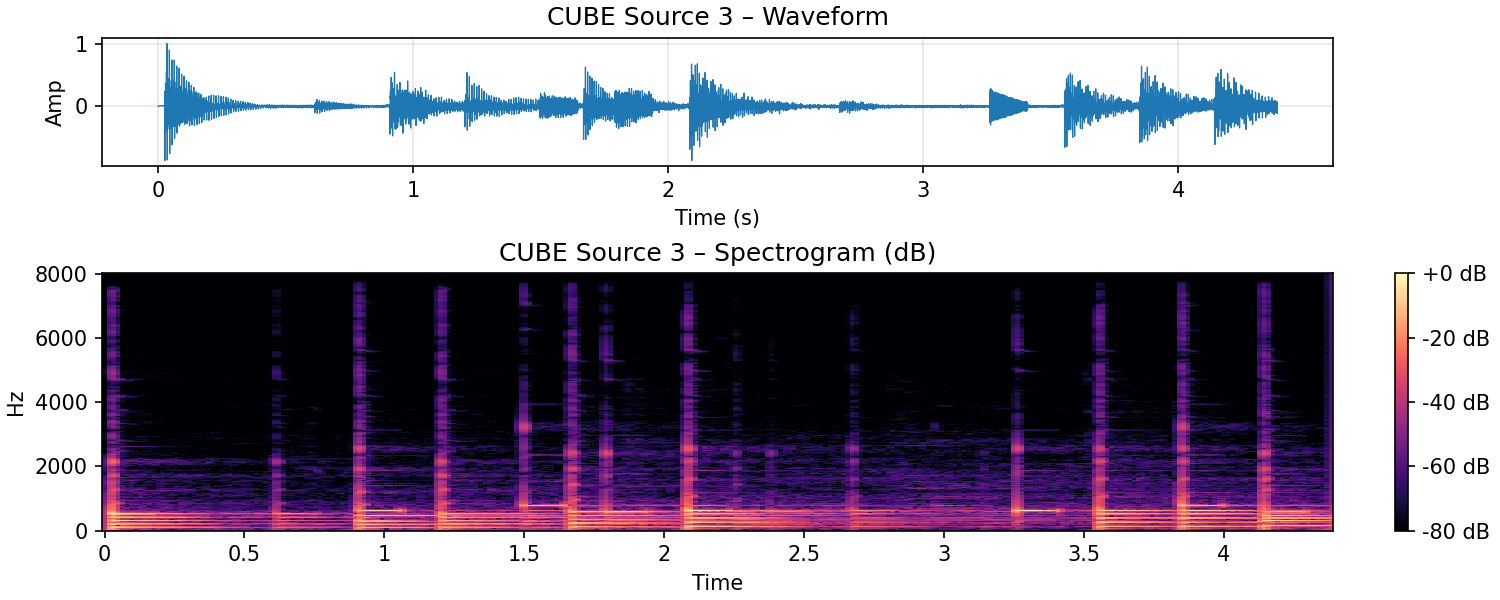 CUBE Source 3 – Waveform
1
0
Amp
0 1 2 3 4
Time (s)
CUBE Source 3 – Spectrogram (dB)
8000
6000
4000
2000
0
Hz
0 0.5 1 1.5 2 2.5 3 3.5 4
Time
+0 dB
-20 dB
-40 dB
-60 dB
-80 dB